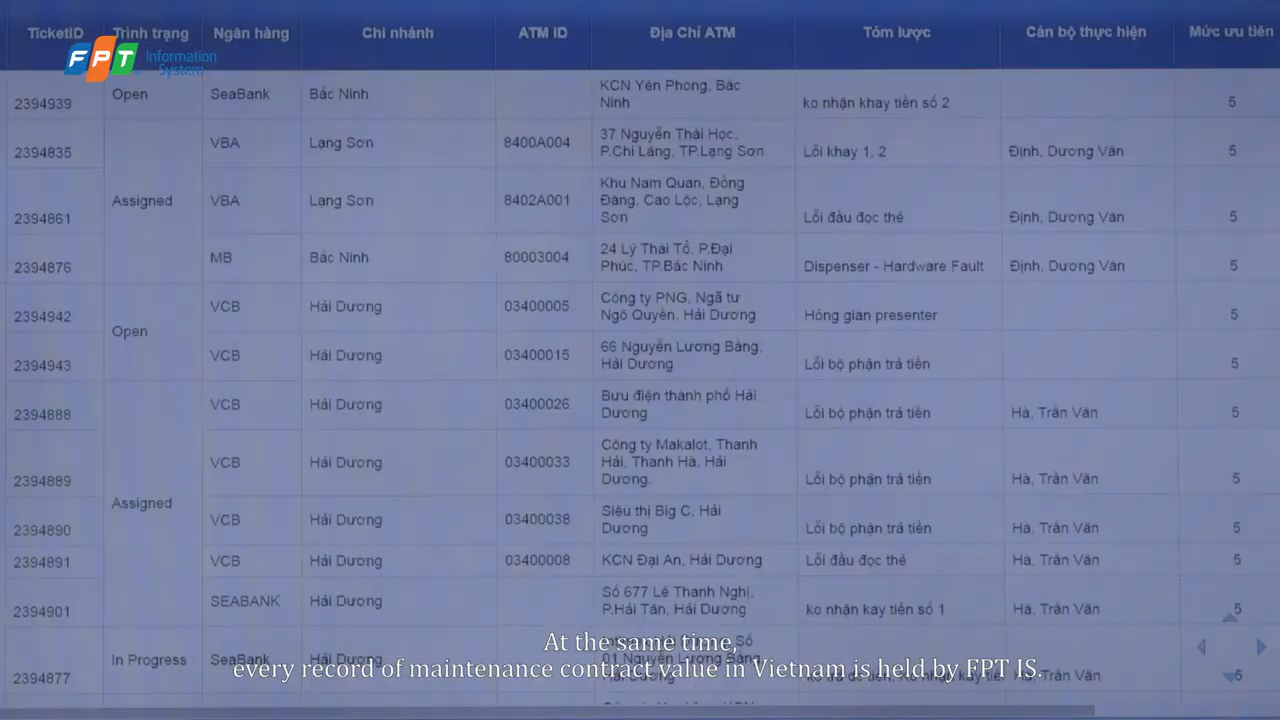 TicketID Trình trạng Ngân hàng Chi nhánh ATM ID Địa Chỉ ATM Tóm lược Cán bộ thực hiện Mức ưu tiên
FPT Information
System
2394939 Open SeaBank Bắc Ninh KCN Yên Phong, Bắc
Ninh ko nhận khay tiền số 2 5
2394835 VBA Lạng Sơn 8400A004 37 Nguyễn Thái Học,
P.Chi Lăng, TP.Lạng Sơn Lỗi khay 1, 2 Định, Dương Văn 5
Assigned
2394861 VBA Lạng Sơn 8402A001 Khu Nam Quan, Đồng
Đăng, Cao Lộc, Lạng
Sơn Lỗi đầu đọc thẻ Định, Dương Văn 5
2394876 MB Bắc Ninh 80003004 24 Lý Thái Tổ, P.Đại
Phúc, TP.Bắc Ninh Dispenser - Hardware Fault Định, Dương Văn 5
2394942 VCB Hải Dương 03400005 Công ty PNG, Ngã tư
Ngô Quyền, Hải Dương Hỏng giàn presenter 5
Open
2394943 VCB Hải Dương 03400015 66 Nguyễn Lương Bằng,
Hải Dương Lỗi bộ phận trả tiền 5
2394888 VCB Hải Dương 03400026 Bưu điện thành phố Hải
Dương Lỗi bộ phận trả tiền Hà, Trần Văn 5
2394889 VCB Hải Dương 03400033 Công ty Makalot, Thanh
Hải, Thanh Hà, Hải
Dương. Lỗi bộ phận trả tiền Hà, Trần Văn 5
Assigned
2394890 VCB Hải Dương 03400038 Siêu thị Big C, Hải
Dương Lỗi bộ phận trả tiền Hà, Trần Văn 5
2394891 VCB Hải Dương 03400008 KCN Đại An, Hải Dương Lỗi đầu đọc thẻ Hà, Trần Văn 5
2394901 SEABANK Hải Dương Số 677 Lê Thanh Nghị,
P.Hải Tân, Hải Dương ko nhận kay tiền số 1 Hà, Trần Văn 5
2394877 In Progress SeaBank Hải Dương Số
01 Nguyễn Lương Bằng
Hải Dương Hà, Trần Văn 5
At the same time,
every record of maintenance contract value in Vietnam is held by FPT IS.